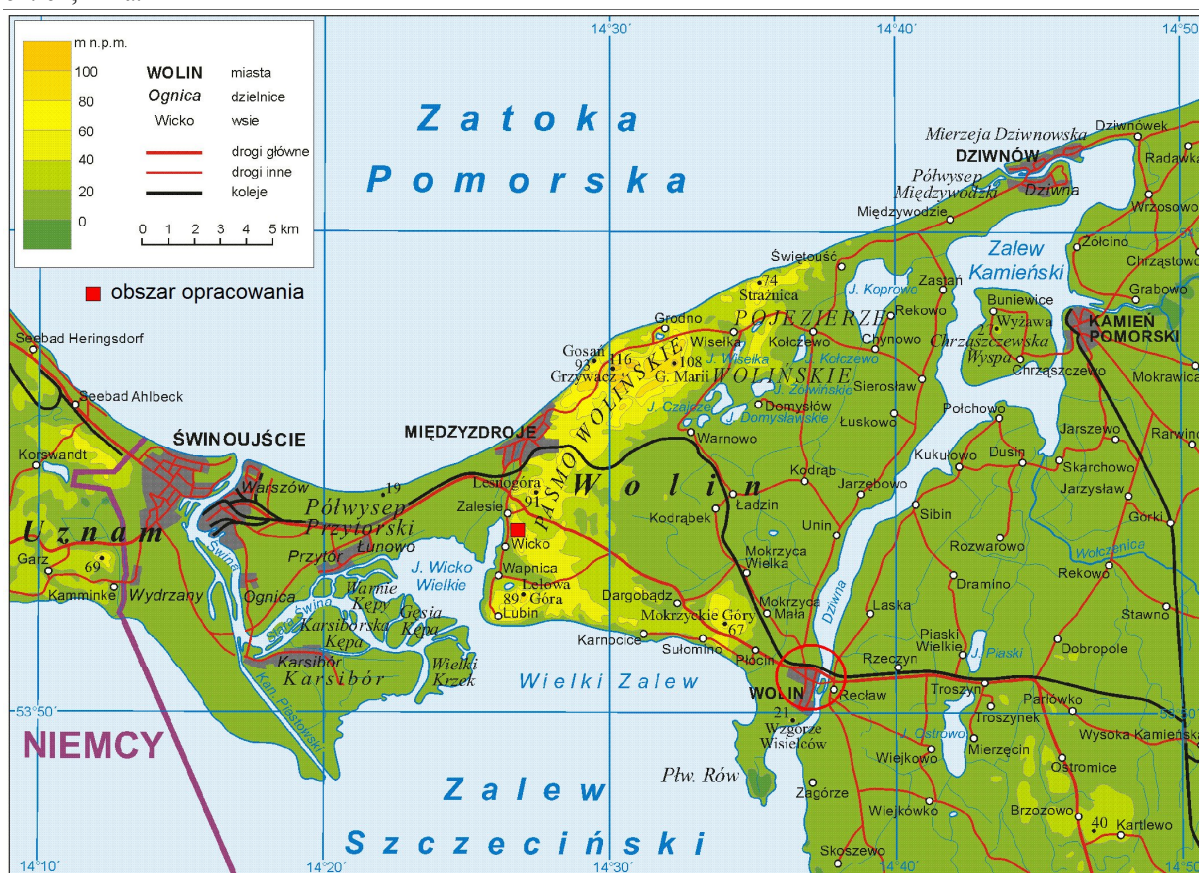 14°30'
14°40'
14°50'
m n.p.m.
100
80
60
40
20
0
WOLIN miasta
Ognica dzielnice
Wicko wsie
drogi główne
drogi inne
koleje
0 1 2 3 4 5 km
obszar opracowania
Zatoka
Pomorska
Mierzeja Dziwnowska
Dziwnówek
DZIWNÓW
Radawka
Półwysep
Międzywodzki
Dziwna
Wrzosowo
Międzywodzie
Zalew
Kamieński
Żółcino
Chrząstowo
Świętouść
74
Strażnica
J. Koprowo
Zastań
Grabowo
Buniewice
Wyżawa
27
Chrząszczewska
Wyspa
Chrząszczewo
KAMIEŃ
POMORSKI
Mokrawica
Seebad Heringsdorf
Seebad Ahlbeck
Grodno
Wisełka
POJEZIERZE
WOLIŃSKIE
Rekowo
Kołczewo
Chynowo
Gosań
93
116
Grzywacz
108
G. Marii
J. Wisełka
J. Kołczewo
J. Żółwińskie
J. Czajcze
J. Domysławskie
Domysłów
Sierosław
Łuskowo
Połchowo
Jarszewo
Rarwino
Korswandt
ŚWINOUJŚCIE
MIĘDZYZDROJE
Warnowo
PASMO WOLIŃSKIE
Kukułowo
Dusin
Skarchowo
Warszów
19
Półwysep
Przytorski
Leśnogóra
91
Zalesie
Wolin
Kodrąb
Ładzin
Kodrąbek
Jarzębowo
Sibin
Jarzysław
Górki
Uznam
Świna
Przytór
Łunowo
J. Wicko
Wielkie
Wicko
Wapnica
Unin
Rozwarowo
Wołczenica
Rekowo
Garz
69
Kamminke
Wydrzany
Ognica
Warnie
Kępy
Stara Świna
Karsiborska
Kępa
Gęsia
Kępa
Wielki
Krzek
89
Lelowa
Góra
Lubin
Dargobądz
Mokrzyca
Wielka
Mokrzyca
Mała
Mokrzyckie Góry
67
Dziwna
Dramino
Laska
Stawno
Karnocice
Sułomino
Płocin
Piaski
Wielkie
J. Piaski
Dobropole
Karsibór
Karsibór
Kan. Piastowski
Wielki Zalew
WOLIN
Recław
Rzeczyn
Troszyn
Troszynek
Parłówko
53°50'
53°50'
21
Wzgórze
Wisielców
J. Ostrowo
Mierzęcin
Wysoka Kamieńska
Wiejkowo
Ostromice
NIEMCY
Zalew
Szczeciński
Płw. Rów
Zagórze
Wiejkówko
Brzozowo
40
Kartlewo
Skoszewo
14°10'
14°20'
14°30'
14°40'
14°50'